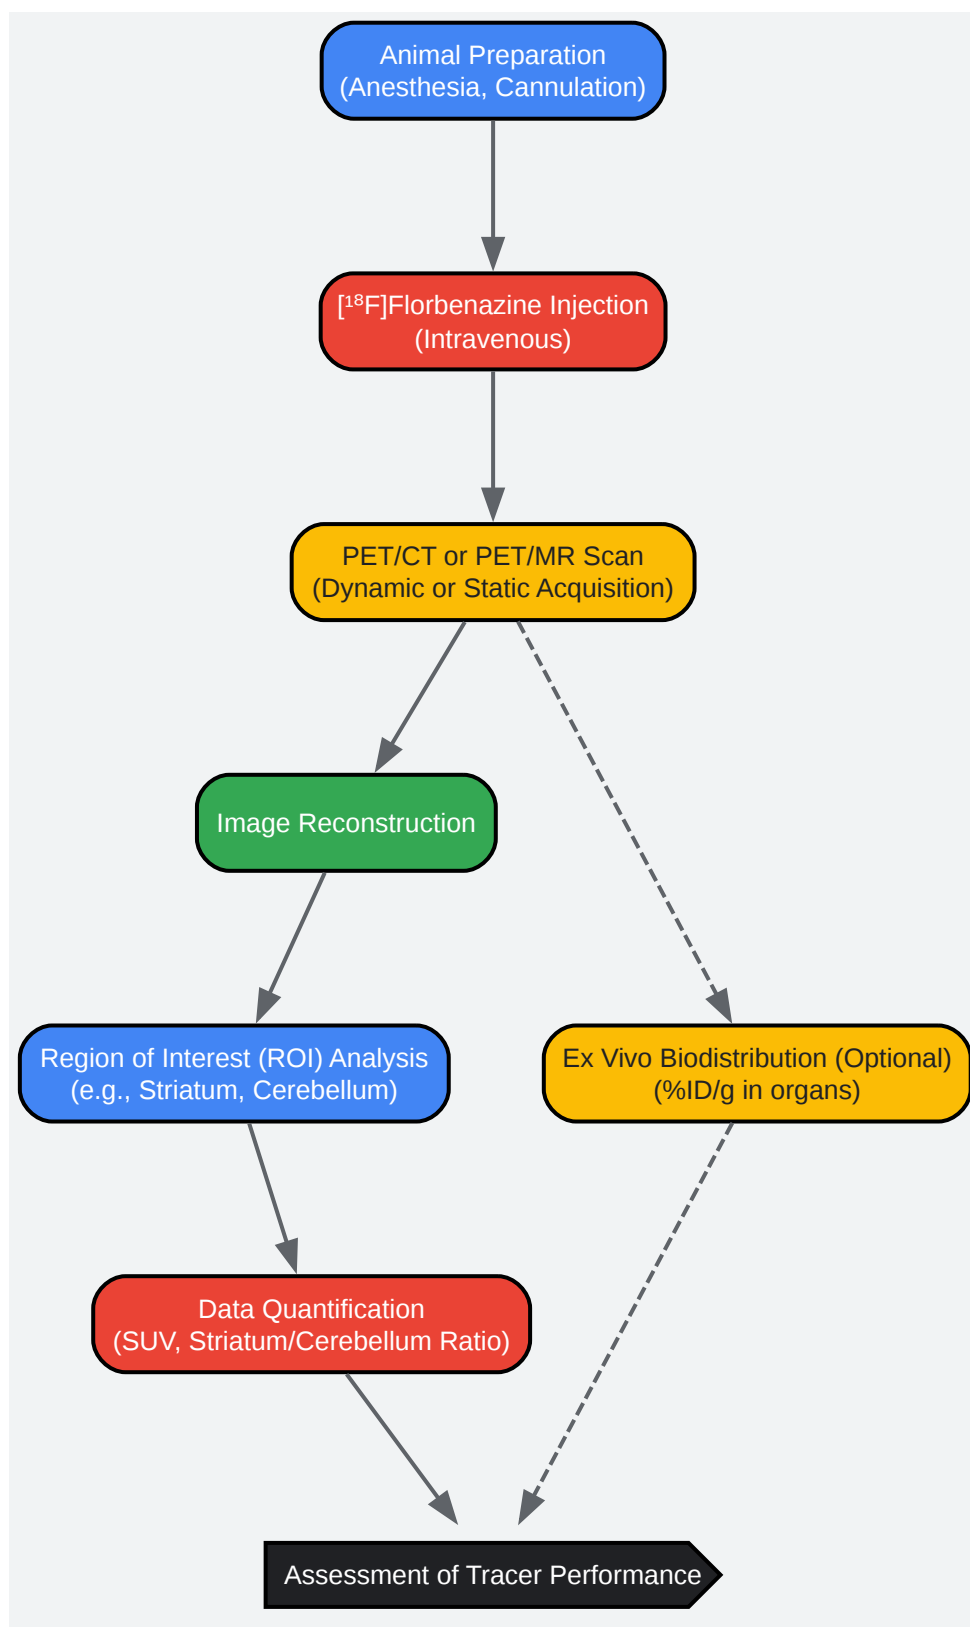 Animal Preparation
(Anesthesia, Cannulation)
[¹⁸F]Florbenazine Injection
(Intravenous)
PET/CT or PET/MR Scan
(Dynamic or Static Acquisition)
Image Reconstruction
Region of Interest (ROI) Analysis
(e.g., Striatum, Cerebellum)
Ex Vivo Biodistribution (Optional)
(%ID/g in organs)
Data Quantification
(SUV, Striatum/Cerebellum Ratio)
Assessment of Tracer Performance